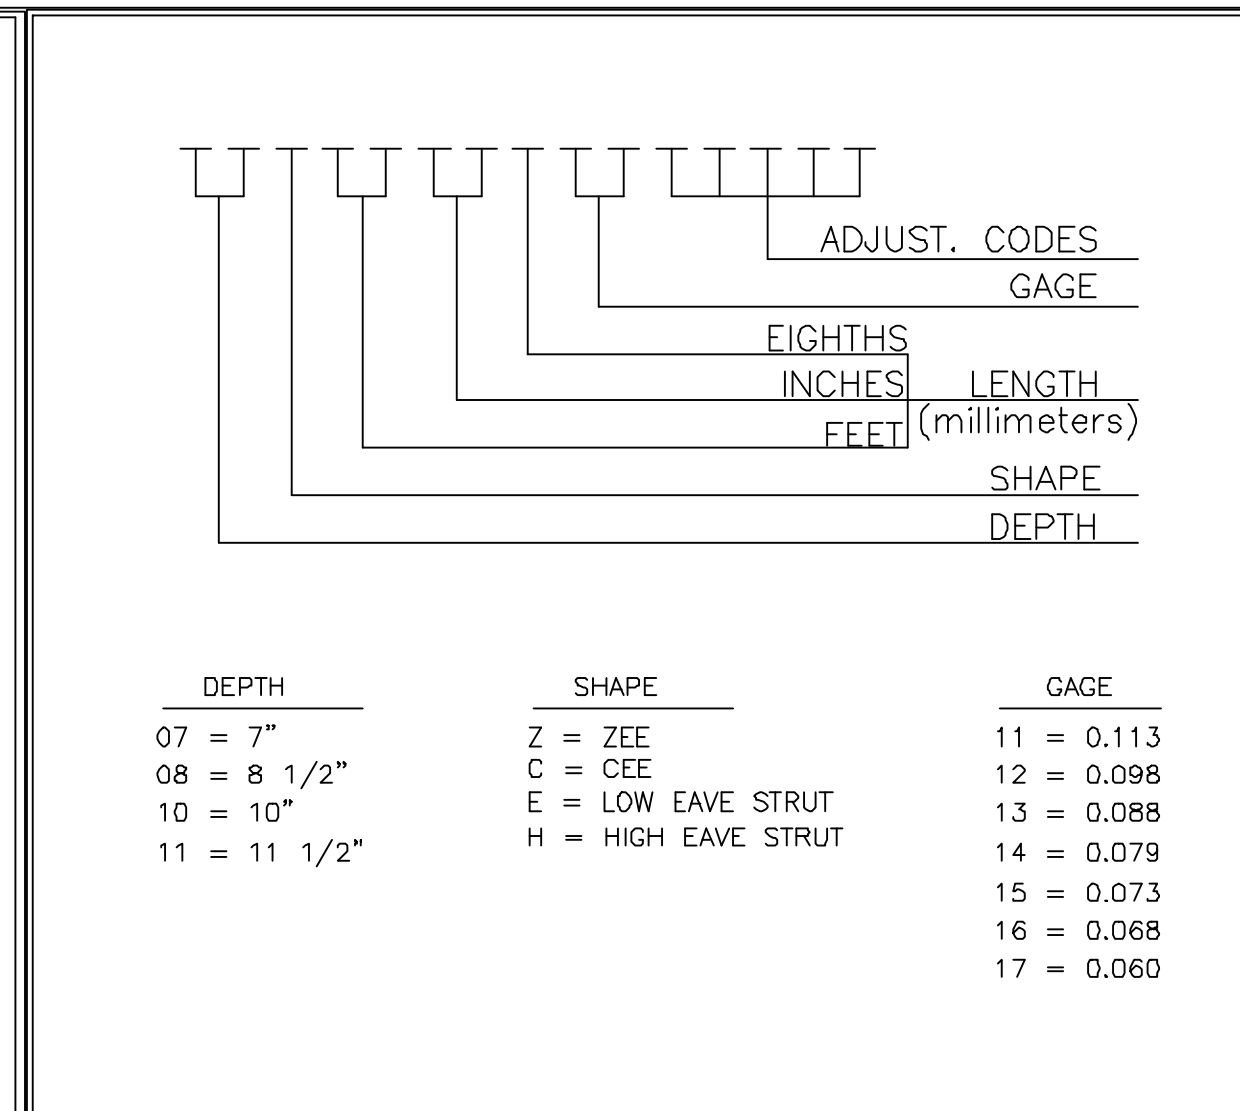 ADJUST. CODES
GAGE
EIGHTHS
INCHES LENGTH
(millimeters)
FEET
SHAPE
DEPTH
DEPTH
07 = 7"
08 = 8 1/2"
10 = 10"
11 = 11 1/2"
SHAPE
Z = ZEE
C = CEE
E = LOW EAVE STRUT
H = HIGH EAVE STRUT
GAGE
11 = 0.113
12 = 0.098
13 = 0.088
14 = 0.079
15 = 0.073
16 = 0.068
17 = 0.060